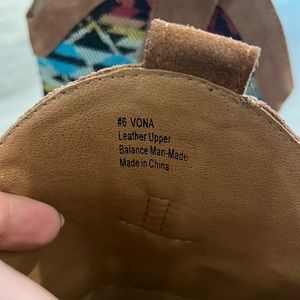 #6 VONA
Leather Upper
Balance Man-Made
Made in China